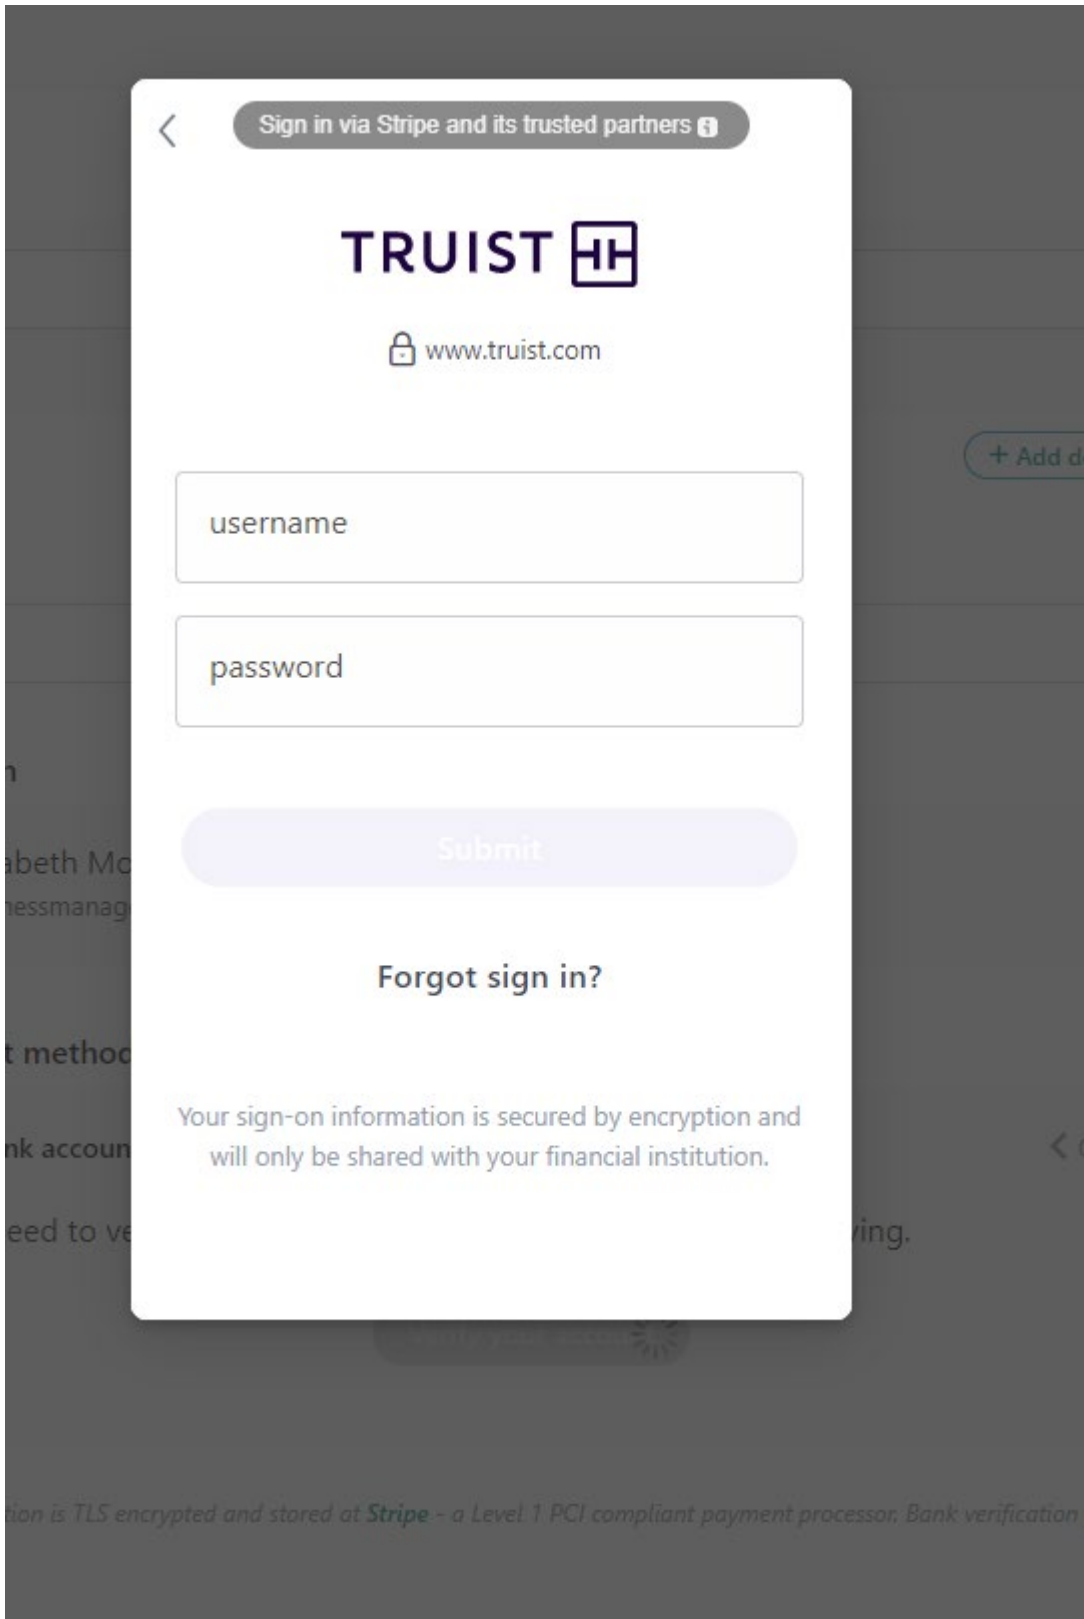 Sign in via Stripe and its trusted partners
TRUIST
www.truist.com
+ Add d
username
password
n
Submit
abeth Mo
nessmanag
Forgot sign in?
t method
Your sign-on information is secured by encryption and
nk accoun
will only be shared with your financial institution.
eed to ve
ying.
tion is TLS encrypted and stored at Stripe - a Level 1 PCI compliant payment processor. Bank verification